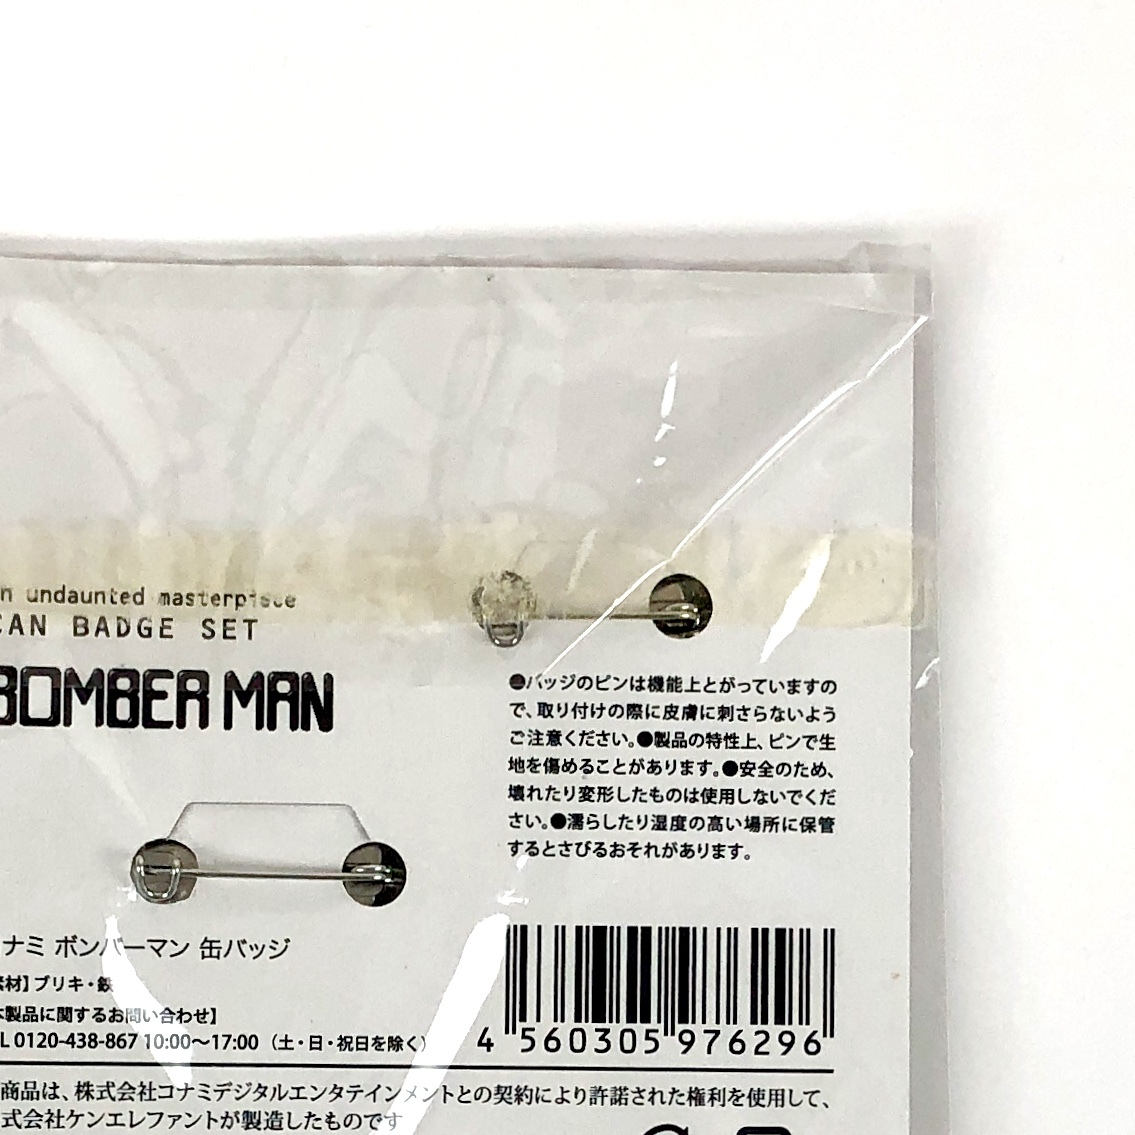 n undaunted masterpiece
CAN BADGE SET
BOMBER MAN
●バッジのピンは機能上とがっていますの
で、取り付けの際に皮膚に刺さらないよう
ご注意ください。●製品の特性上、ピンで生
地を傷めることがあります。●安全のため、
壊れたり変形したものは使用しないでくだ
さい。●濡らしたり湿度の高い場所に保管
するとさびるおそれがあります。
ナミ ボンバーマン 缶バッジ
素材】ブリキ・鉄
本製品に関するお問い合わせ】
L 0120-438-867 10:00～17:00（土・日・祝日を除く）
4 560305 976296
商品は、株式会社コナミデジタルエンタテインメントとの契約により許諾された権利を使用して、
式会社ケンエレファントが製造したものです